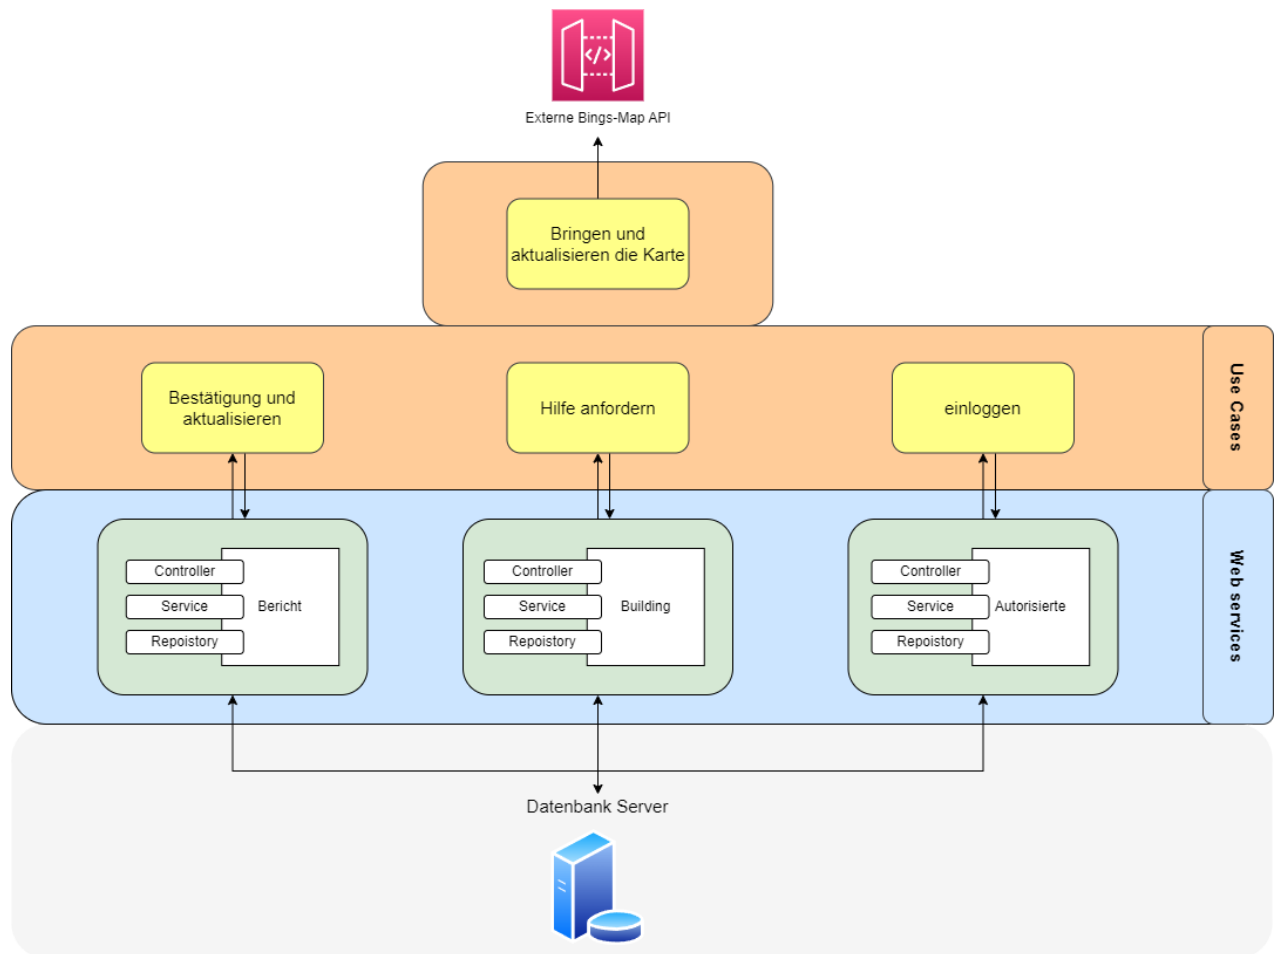 Externe Bings-Map API
Bringen und
aktualisieren die Karte
Bestätigung und
aktualisieren
Hilfe anfordern
einloggen
Use Cases
Controller
Service
Repoistory
Bericht
Controller
Service
Repoistory
Building
Controller
Service
Repoistory
Autorisierte
Web services
Datenbank Server